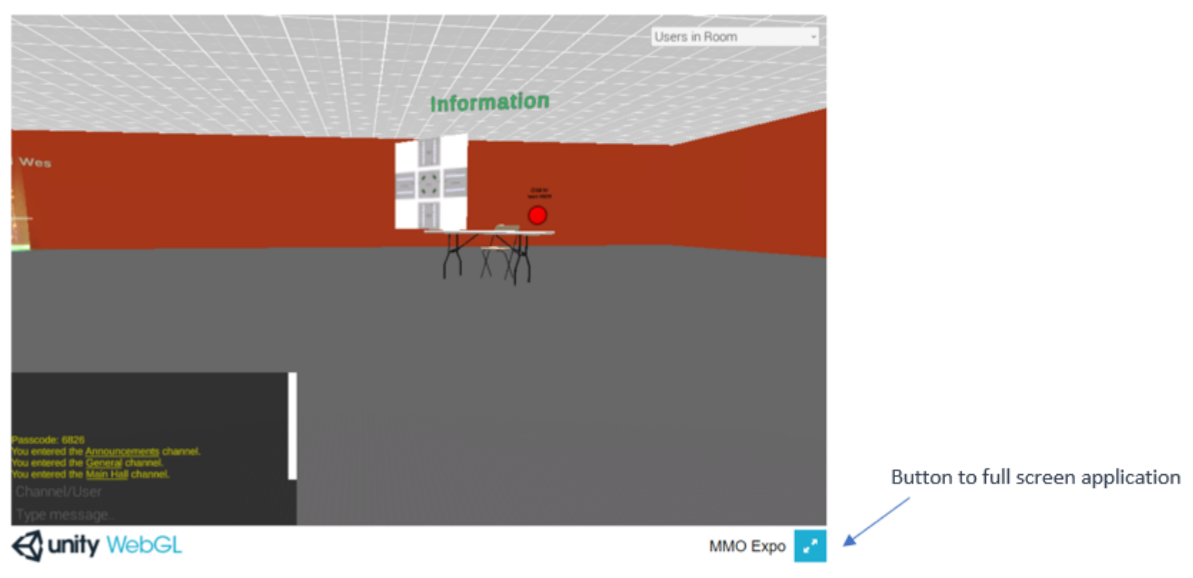 Users in Room
Information
Wes
Passcode: 6826
You entered the Announcements channel.
You entered the General channel.
You entered the Main Hall channel.
Channel/User
Type message..
Button to full screen application
unity WebGL
MMO Expo